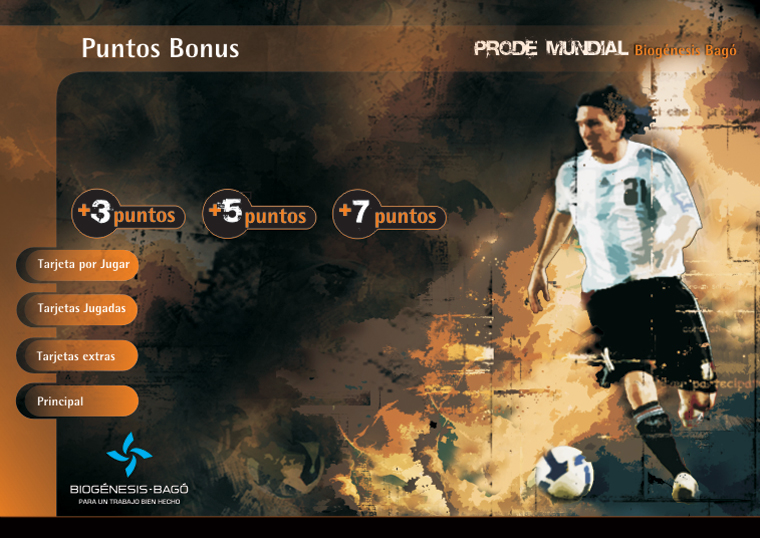 Puntos Bonus
PRODE MUNDIAL Biogénesis Bagó
+3 puntos
+5 puntos
+7 puntos
Tarjeta por Jugar
Tarjetas Jugadas
Tarjetas extras
Principal
BIOGÉNESIS·BAGÓ
PARA UN TRABAJO BIEN HECHO